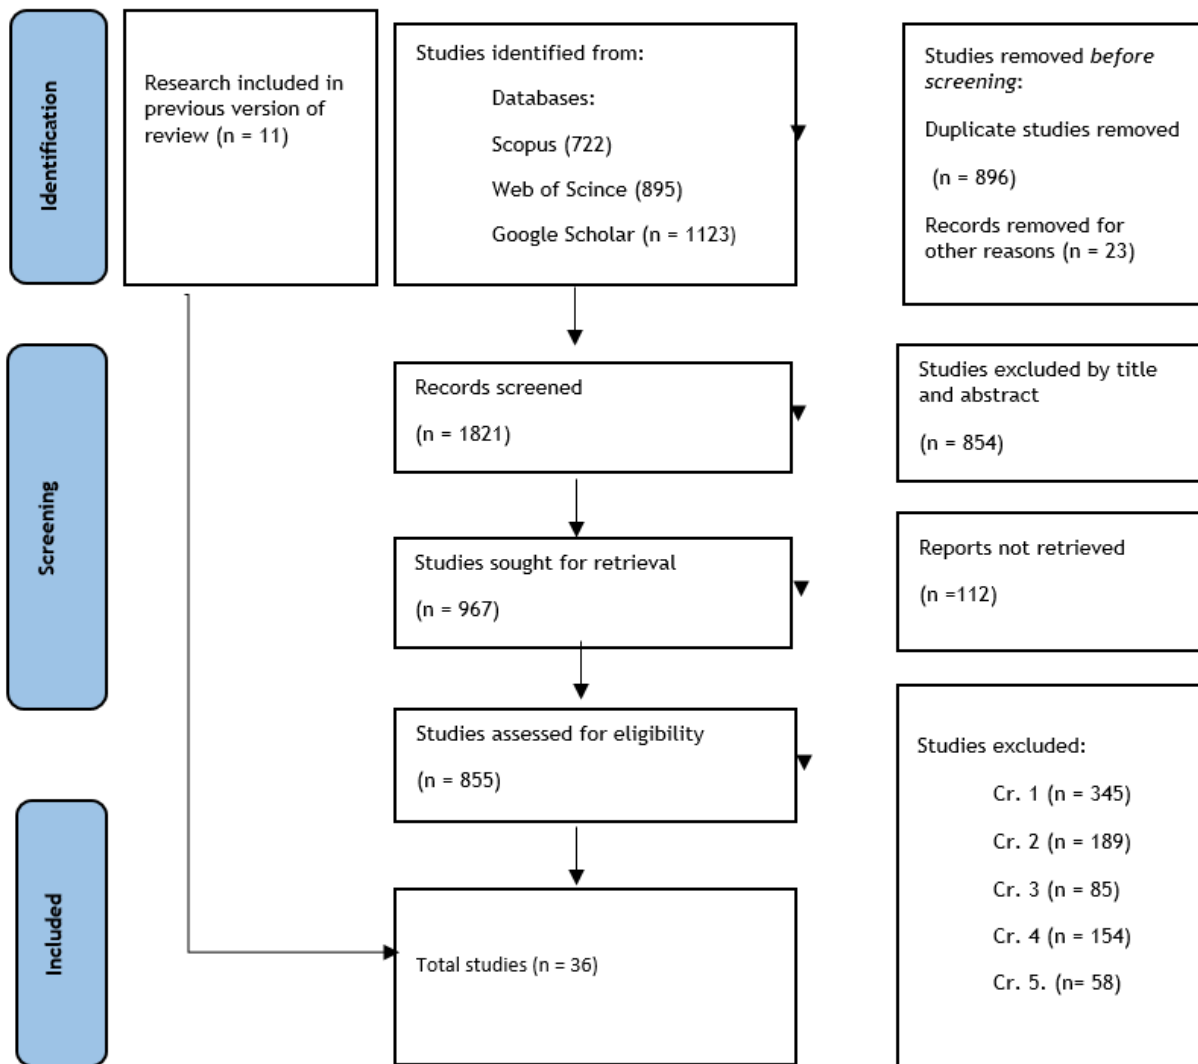 Identification
Research included in
previous version of
review (n = 11)
Studies identified from:
Databases:
Scopus (722)
Web of Scince (895)
Google Scholar (n = 1123)
Studies removed before
screening:
Duplicate studies removed
(n = 896)
Records removed for
other reasons (n = 23)
Screening
Records screened
(n = 1821)
Studies excluded by title
and abstract
(n = 854)
Studies sought for retrieval
(n = 967)
Reports not retrieved
(n =112)
Studies assessed for eligibility
(n = 855)
Studies excluded:
Cr. 1 (n = 345)
Cr. 2 (n = 189)
Cr. 3 (n = 85)
Cr. 4 (n = 154)
Cr. 5. (n= 58)
Included
Total studies (n = 36)